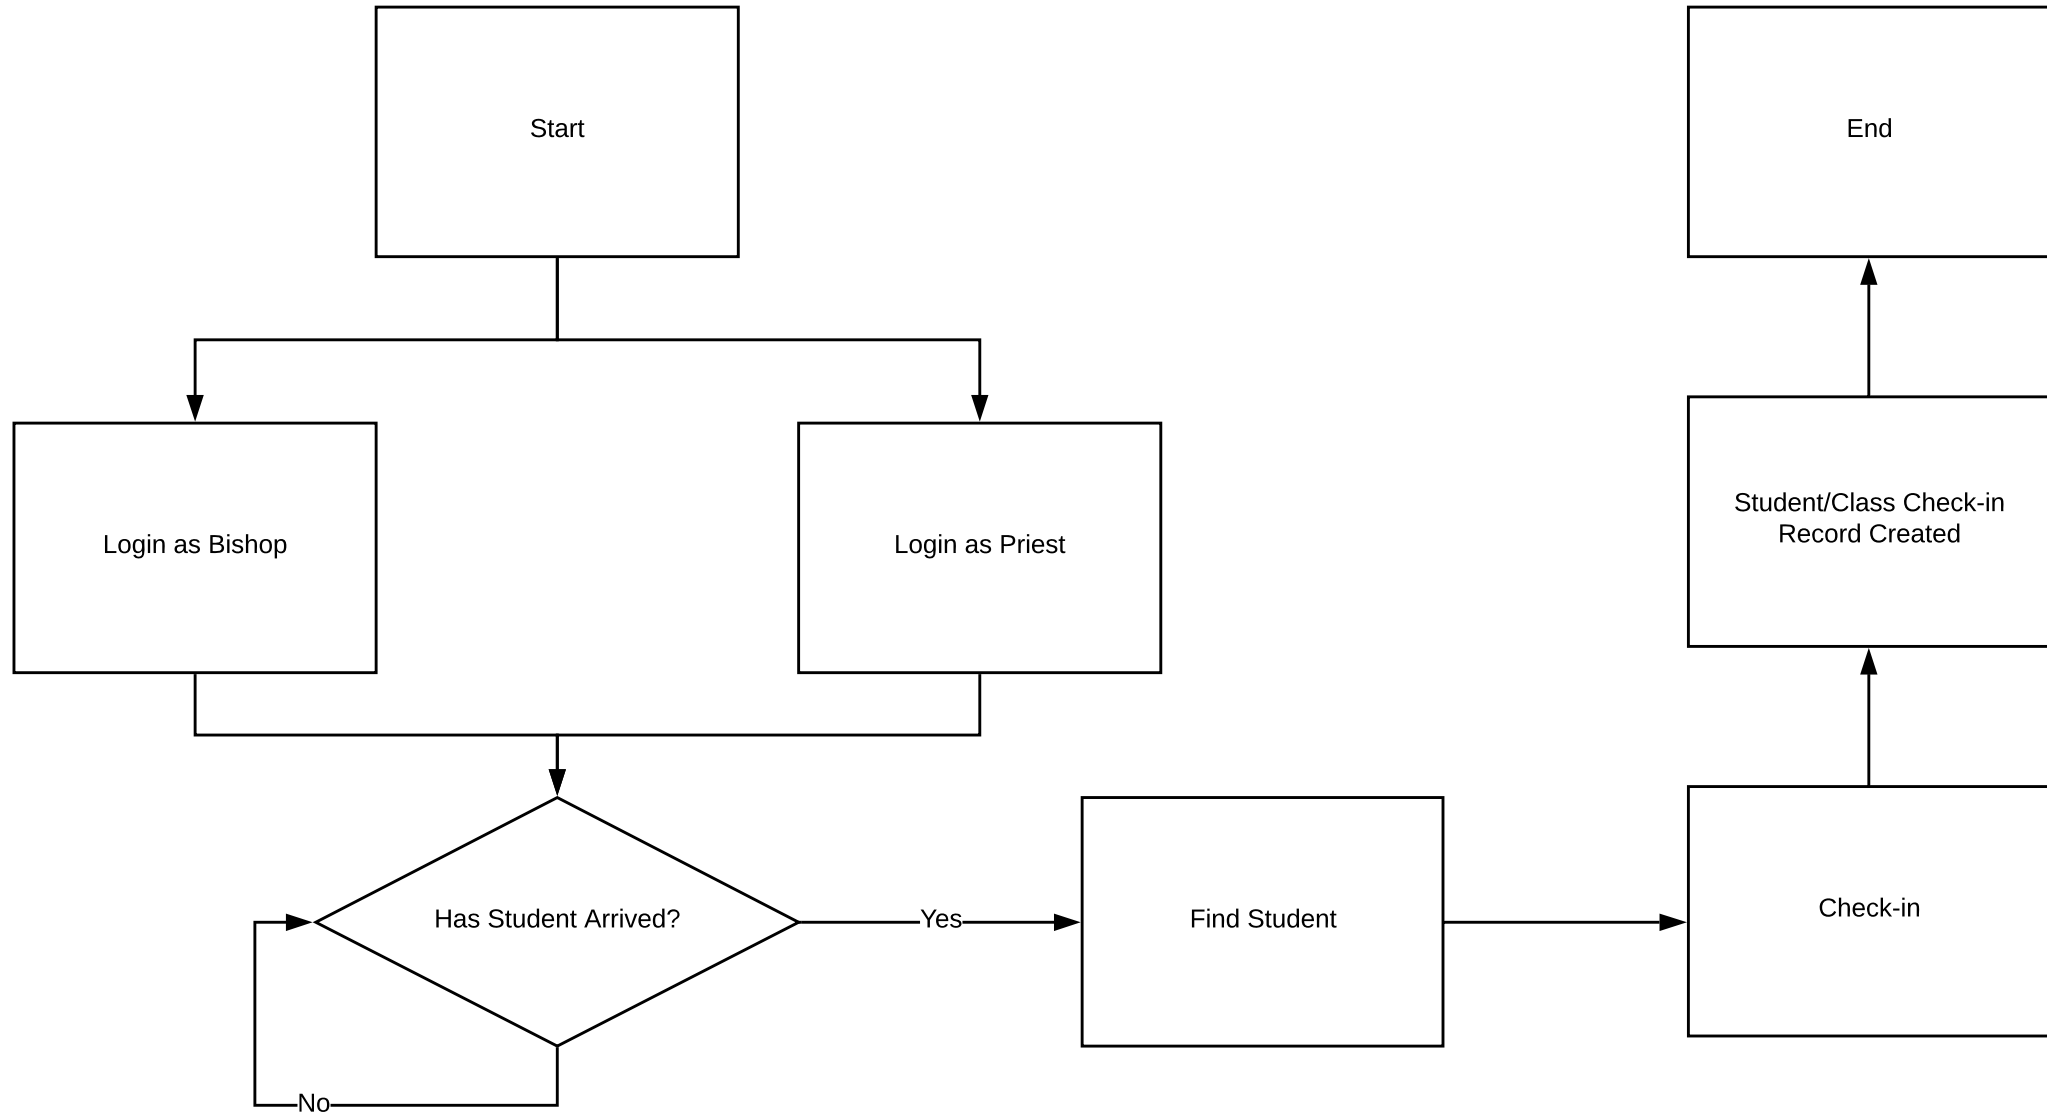 Start
End
Login as Bishop
Login as Priest
Student/Class Check-in
Record Created
Has Student Arrived?
Yes
Find Student
Check-in
No